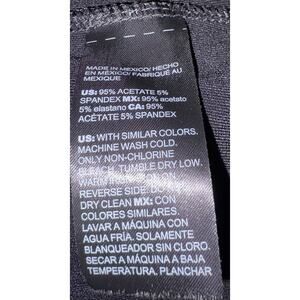 MADE IN MEXICO/ HECHO
EN MÉXICO/ FABRIQUÉ AU
MEXIQUE
US: 95% ACETATE 5%
SPANDEX MX: 95% acetato
5% elastano CA: 95%
ACÉTATE 5% SPANDEX
US: WITH SIMILAR COLORS.
MACHINE WASH COLD.
ONLY NON-CHLORINE
BLEACH. TUMBLE DRY LOW.
WARM IRON ON
REVERSE SIDE. DO NOT
DRY CLEAN MX: CON
COLORES SIMILARES.
LAVAR A MÁQUINA CON
AGUA FRÍA. SOLAMENTE
BLANQUEADOR SIN CLORO.
SECAR A MÁQUINA A BAJA
TEMPERATURA. PLANCHAR